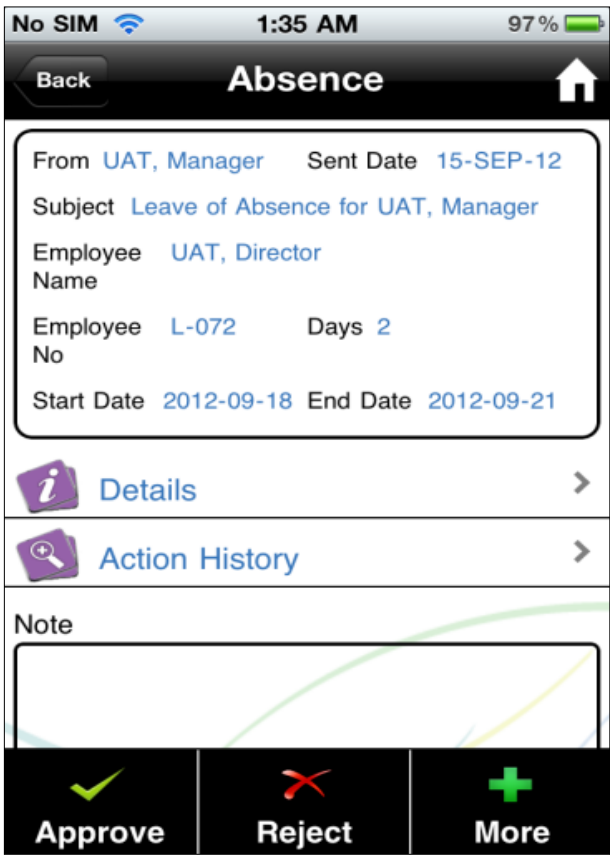 No SIM 1:35 AM 97%
Back Absence
From UAT, Manager Sent Date 15-SEP-12
Subject Leave of Absence for UAT, Manager
Employee Name UAT, Director
Employee No L-072 Days 2
Start Date 2012-09-18 End Date 2012-09-21
Details
Action History
Note
Approve Reject More